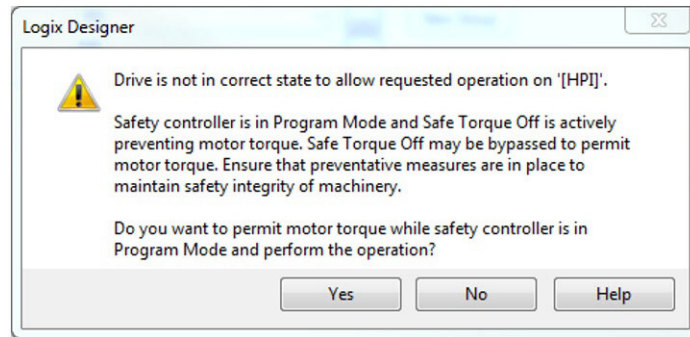 Logix Designer
Drive is not in correct state to allow requested operation on '[HPI]'.
Safety controller is in Program Mode and Safe Torque Off is actively
preventing motor torque. Safe Torque Off may be bypassed to permit
motor torque. Ensure that preventative measures are in place to
maintain safety integrity of machinery.
Do you want to permit motor torque while safety controller is in
Program Mode and perform the operation?
Yes
No
Help